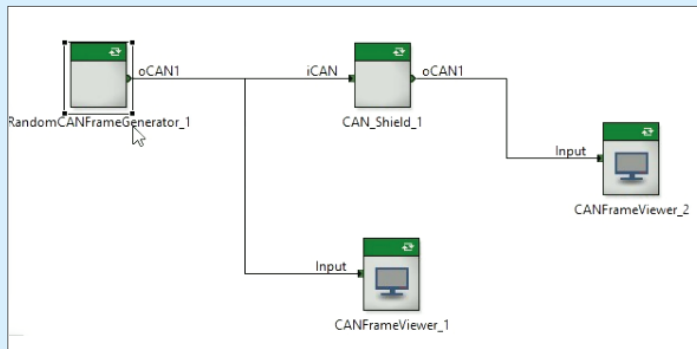 oCAN1
iCAN
oCAN1
RandomCANFrameGenerator_1
CAN_Shield_1
Input
CANFrameViewer_2
Input
CANFrameViewer_1